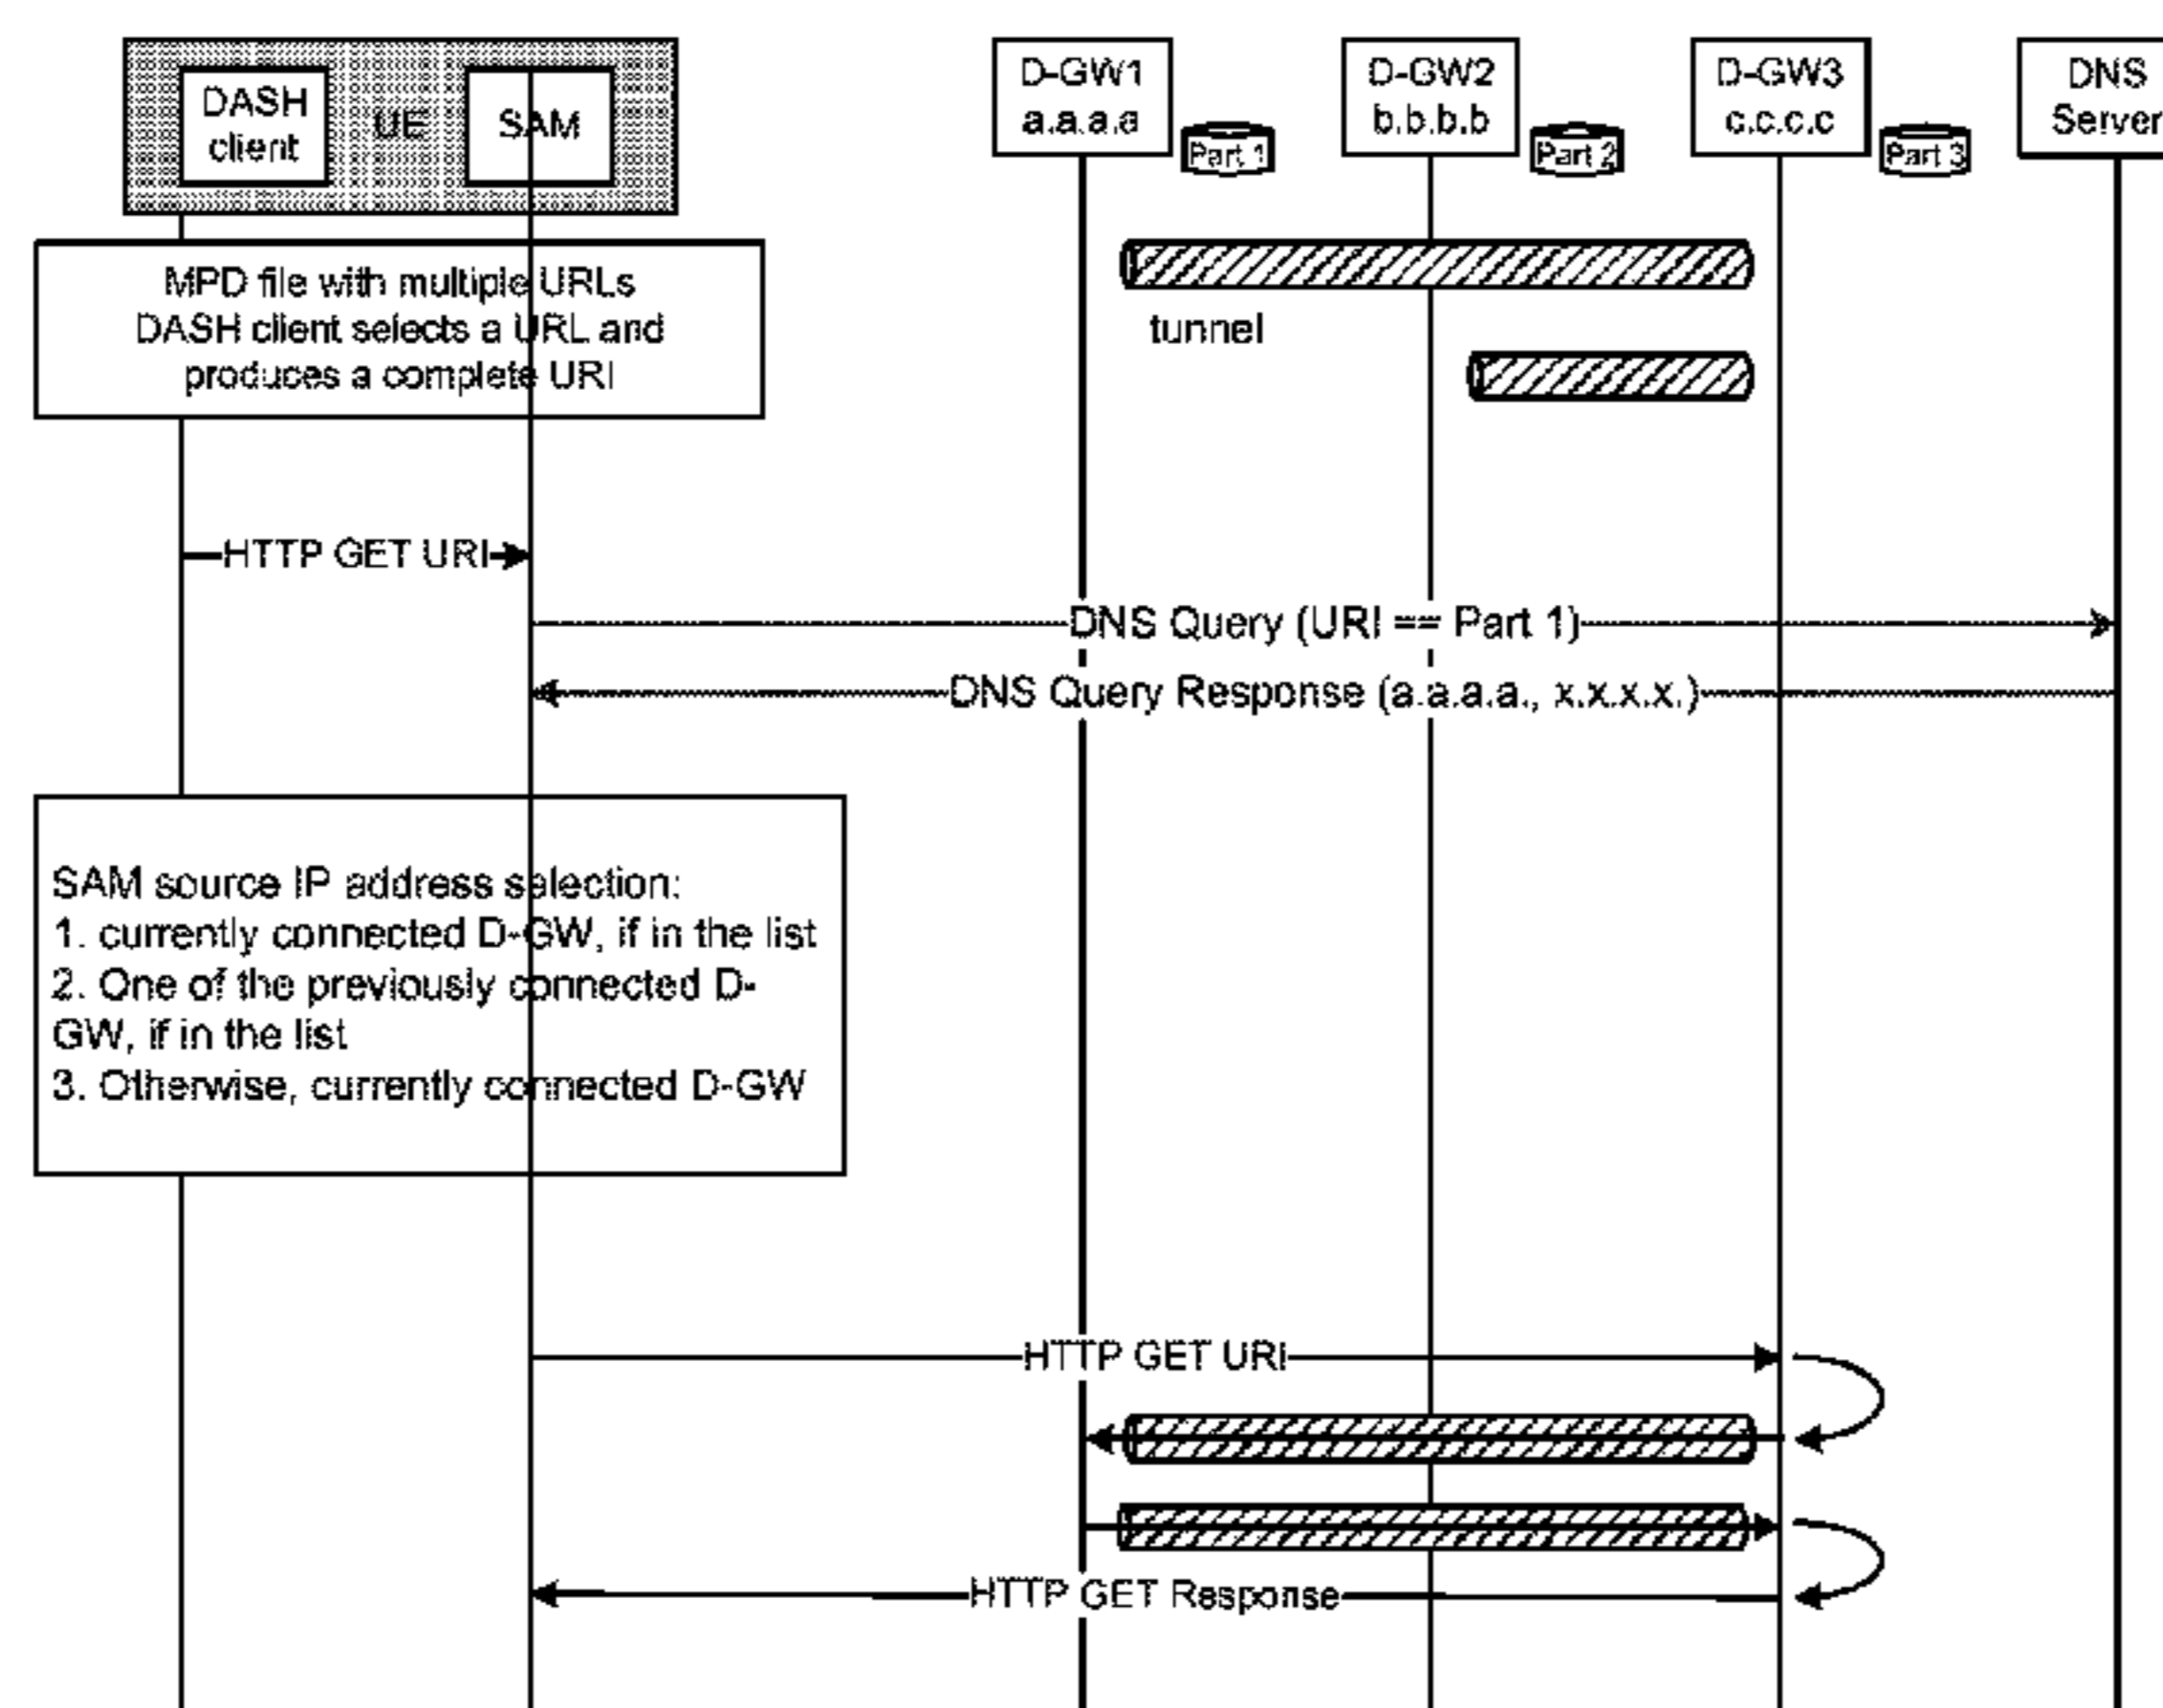 DASH
client
UE
SAM
D-GW1
a.a.a.a
Part 1
D-GW2
b.b.b.b
Part 2
D-GW3
c.c.c.c
Part 3
DNS
Server
MPD file with multiple URLs
DASH client selects a URL and
produces a complete URI
tunnel
HTTP GET URI
DNS Query (URI == Part 1)
DNS Query Response (a.a.a.a., x.x.x.x.)
SAM source IP address selection:
1. currently connected D-GW, if in the list
2. One of the previously connected D-
GW, if in the list
3. Otherwise, currently connected D-GW
HTTP GET URI
HTTP GET Response